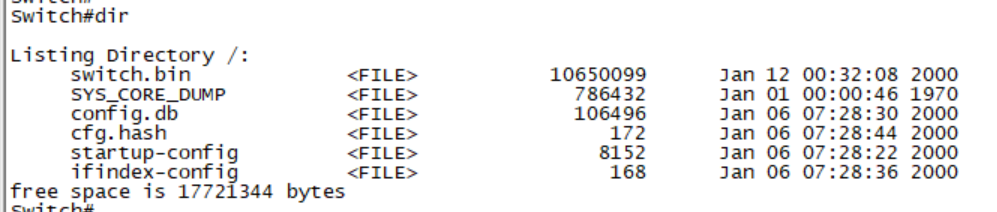 Switch#dir
Listing Directory /:
switch.bin <FILE> 10650099 Jan 12 00:32:08 2000
SYS_CORE_DUMP <FILE> 786432 Jan 01 00:00:46 1970
config.db <FILE> 106496 Jan 06 07:28:30 2000
cfg.hash <FILE> 172 Jan 06 07:28:44 2000
startup-config <FILE> 8152 Jan 06 07:28:22 2000
ifindex-config <FILE> 168 Jan 06 07:28:36 2000
free space is 17721344 bytes
Switch#